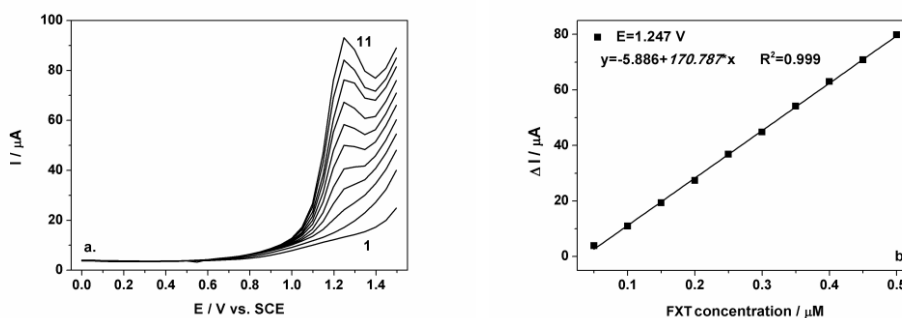 100
80
60
40
20
0
I / µA
11
1
a.
0.0 0.2 0.4 0.6 0.8 1.0 1.2 1.4
E / V vs. SCE
80
60
40
20
0
Δ I / µA
E=1.247 V
y=-5.886+170.787*x R²=0.999
b
0.1 0.2 0.3 0.4 0.5
FXT concentration / µM